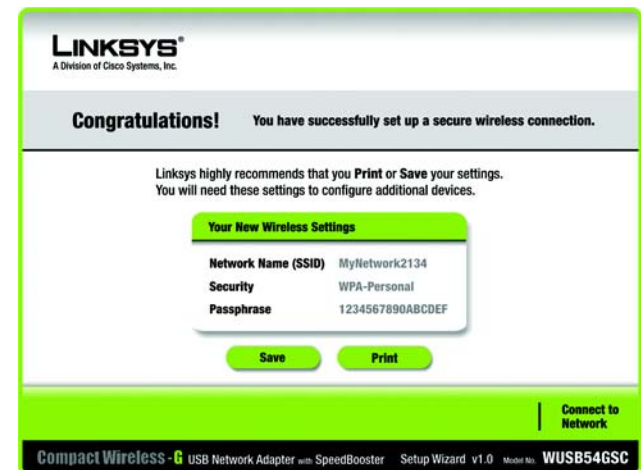 LINKSYS®
A Division of Cisco Systems, Inc.
Congratulations! You have successfully set up a secure wireless connection.
Linksys highly recommends that you Print or Save your settings.
You will need these settings to configure additional devices.
Your New Wireless Settings
Network Name (SSID) MyNetwork2134
Security WPA-Personal
Passphrase 1234567890ABCDEF
Save Print
Connect to
Network
Compact Wireless-G USB Network Adapter with SpeedBooster Setup Wizard v1.0 Model No. WUSB54GSC